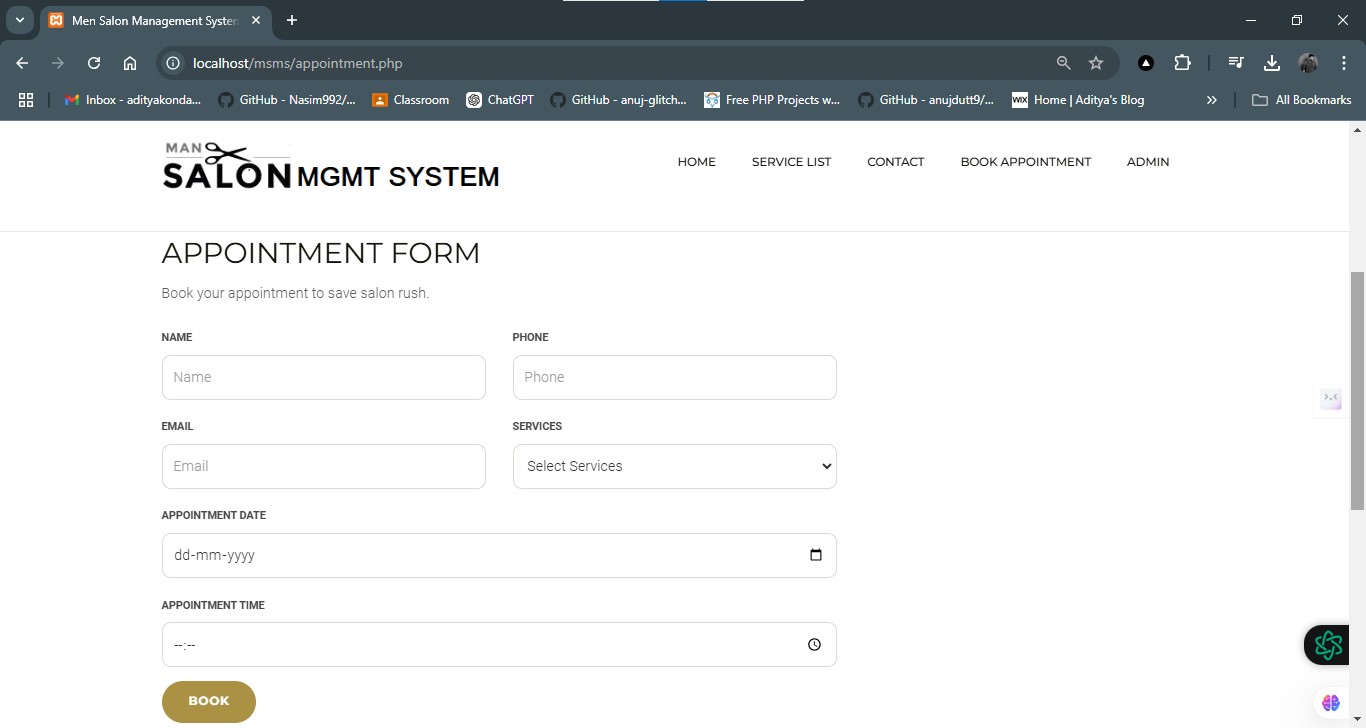 Men Salon Management System
localhost/msms/appointment.php
Inbox - adityakonda...
GitHub - Nasim992/...
Classroom
ChatGPT
GitHub - anuj-glitch...
Free PHP Projects w...
GitHub - anujdutt9/...
WIX
Home | Aditya's Blog
All Bookmarks
MAN
SALON MGMT SYSTEM
HOME
SERVICE LIST
CONTACT
BOOK APPOINTMENT
ADMIN
APPOINTMENT FORM
Book your appointment to save salon rush.
NAME
PHONE
Name
Phone
EMAIL
SERVICES
Email
Select Services
APPOINTMENT DATE
dd-mm-yyyy
APPOINTMENT TIME
--:--
BOOK